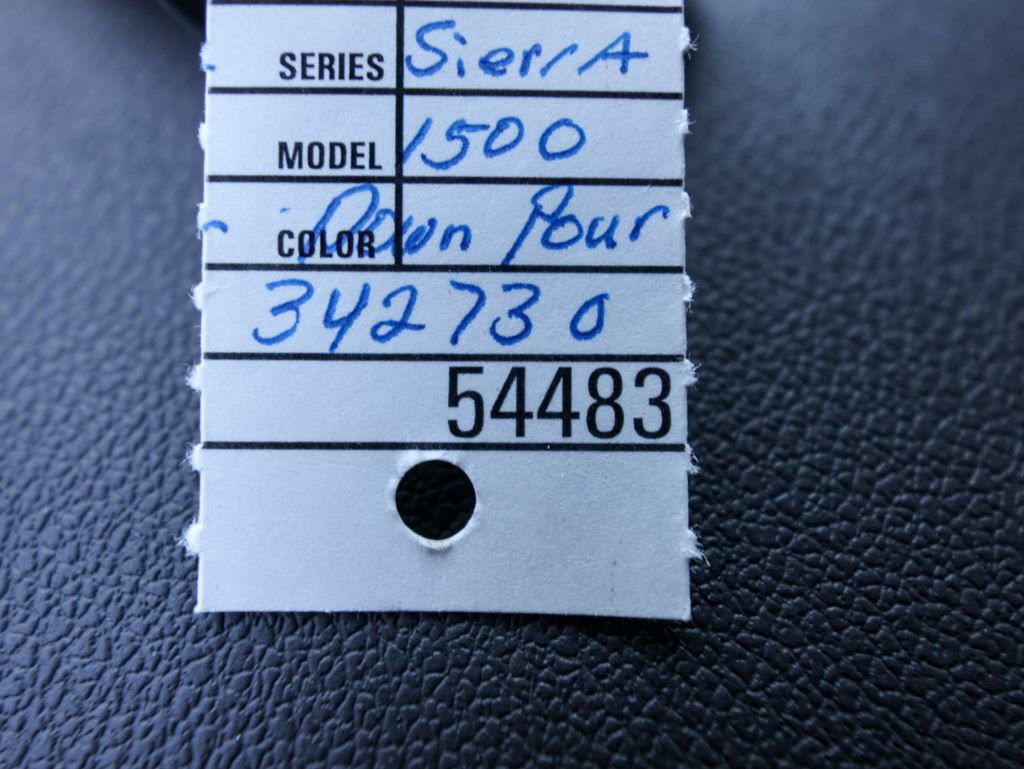 SERIES SierrA
MODEL 1500
COLOR Down Pour
342730
54483